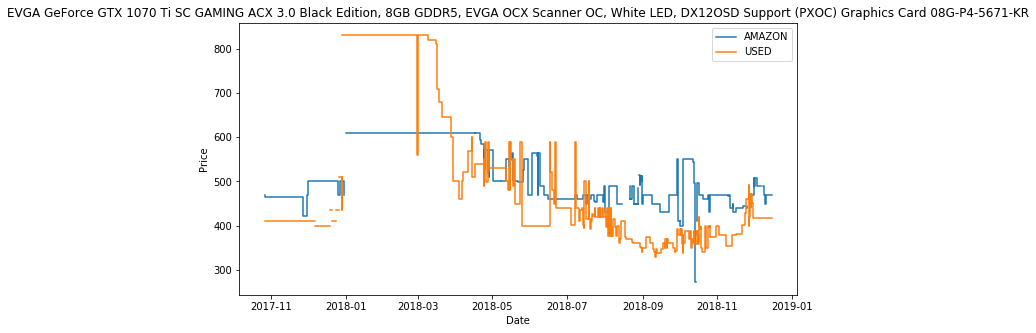 EVGA GeForce GTX 1070 Ti SC GAMING ACX 3.0 Black Edition, 8GB GDDR5, EVGA OCX Scanner OC, White LED, DX12OSD Support (PXOC) Graphics Card 08G-P4-5671-KR
AMAZON
USED
800
700
600
500
400
300
Price
2017-11
2018-01
2018-03
2018-05
2018-07
2018-09
2018-11
2019-01
Date